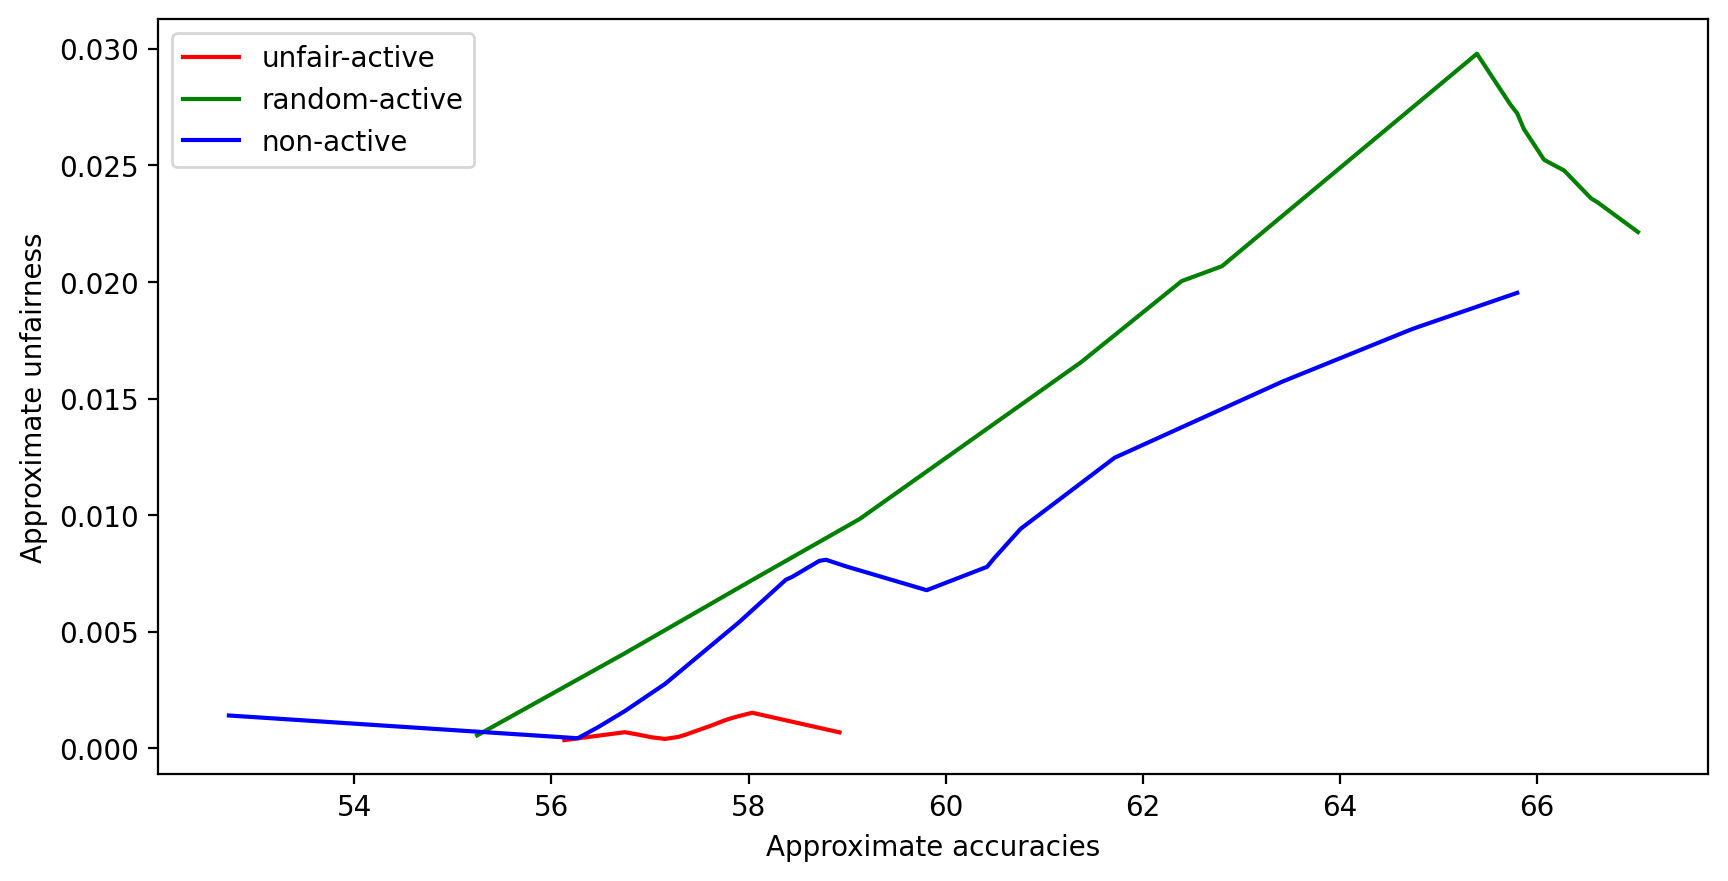 0.030
0.025
0.020
0.015
0.010
0.005
0.000
Approximate unfairness
unfair-active
random-active
non-active
54 56 58 60 62 64 66
Approximate accuracies